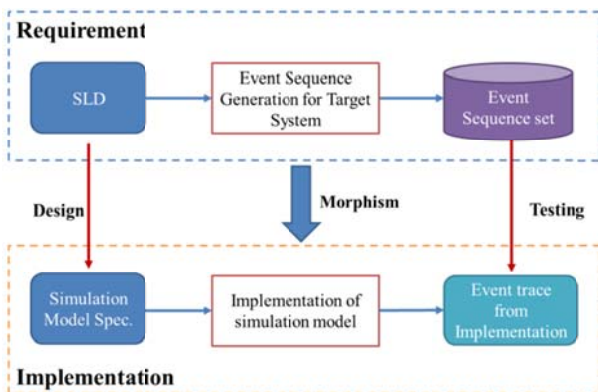 Requirement
SLD
Event Sequence
Generation for Target
System
Event
Sequence set
Design
Morphism
Testing
Simulation
Model Spec.
Implementation of
simulation model
Event trace
from
Implementation
Implementation